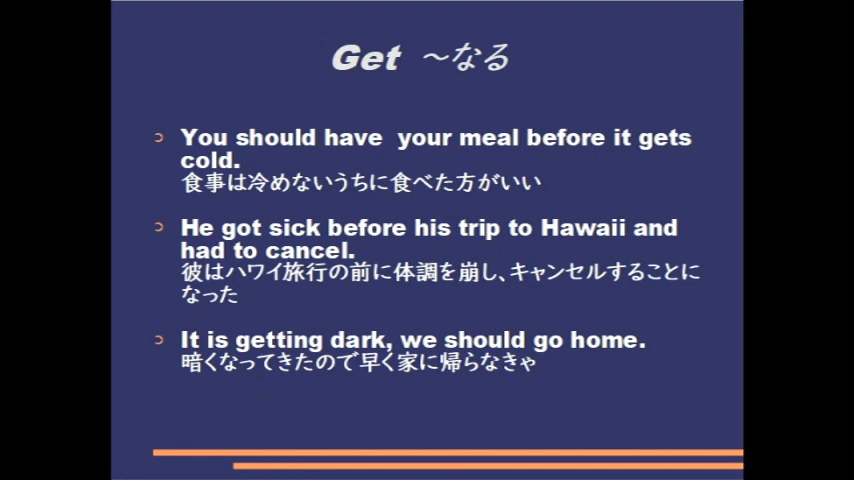 Get ～なる
You should have your meal before it gets
cold.
食事は冷めないうちに食べた方がいい
He got sick before his trip to Hawaii and
had to cancel.
彼はハワイ旅行の前に体調を崩し、キャンセルすることに
なった
It is getting dark, we should go home.
暗くなってきたので早く家に帰らなきゃ